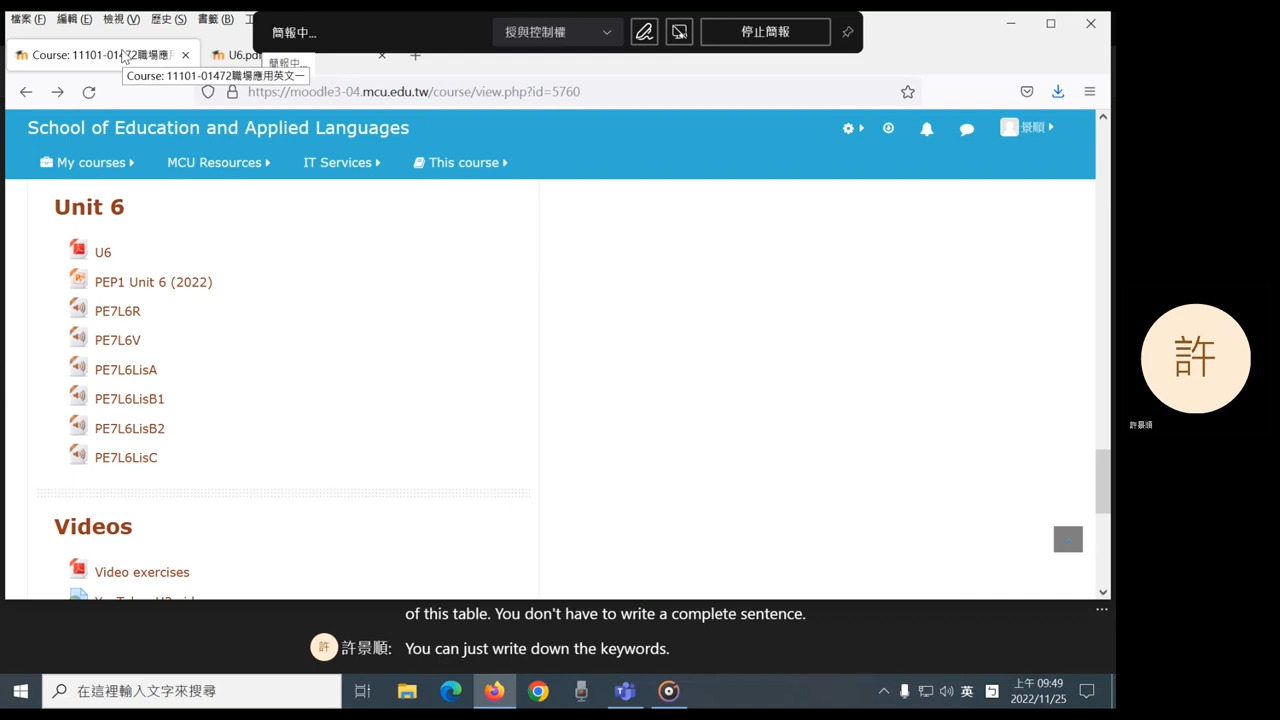 檔案 (F) 編輯 (E) 檢視 (V) 歷史 (S) 書籤 (B)
簡報中...
授與控制權
停止簡報
Course: 11101-01472職場應用
U6.pdf
簡報中...
Course: 11101-01472職場應用英文一
https://moodle3-04.mcu.edu.tw/course/view.php?id=5760
School of Education and Applied Languages
景順
My courses
MCU Resources
IT Services
This course
Unit 6
U6
PEP1 Unit 6 (2022)
PE7L6R
PE7L6V
PE7L6LisA
PE7L6LisB1
PE7L6LisB2
PE7L6LisC
Videos
Video exercises
許
許景順
of this table. You don't have to write a complete sentence.
許 許景順: You can just write down the keywords.
在這裡輸入文字來搜尋
英
上午 09:49
2022/11/25